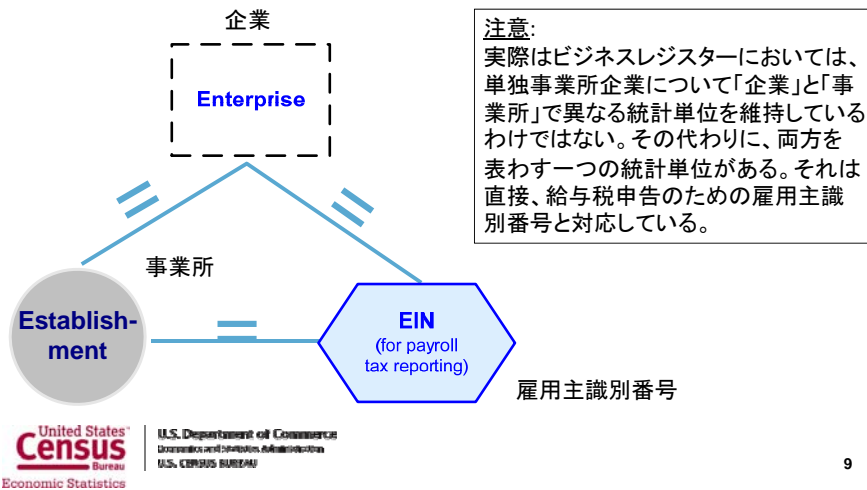 企業
Enterprise
注意:
実際はビジネスレジスターにおいては、
単独事業所企業について「企業」と「事
業所」で異なる統計単位を維持している
わけではない。その代わりに、両方を
表わす一つの統計単位がある。それは
直接、給与税申告のための雇用主識
別番号と対応している。
事業所
Establish-
ment
EIN
(for payroll
tax reporting)
雇用主識別番号
United States™
Census
Bureau
Economic Statistics
U.S. Department of Commerce
Economics and Statistics Administration
U.S. CENSUS BUREAU
9